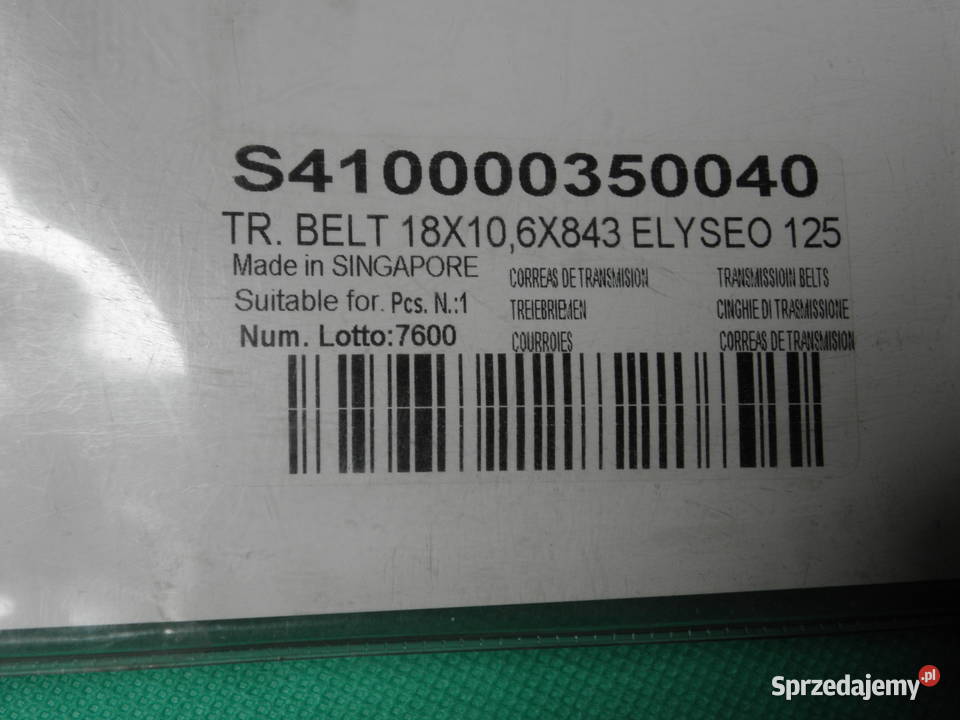 S410000350040
TR. BELT 18X10,6X843 ELYSEO 125
Made in SINGAPORE
Suitable for. Pcs. N.:1
Num. Lotto:7600
CORREAS DE TRANSMISION
TREIEBRIEMEN
COURROIES
TRANSMISSIOIN BELTS
CINGHIE DI TRASMISSIONE
CORREAS DE TRANSMISION
Sprzedajemy.pl